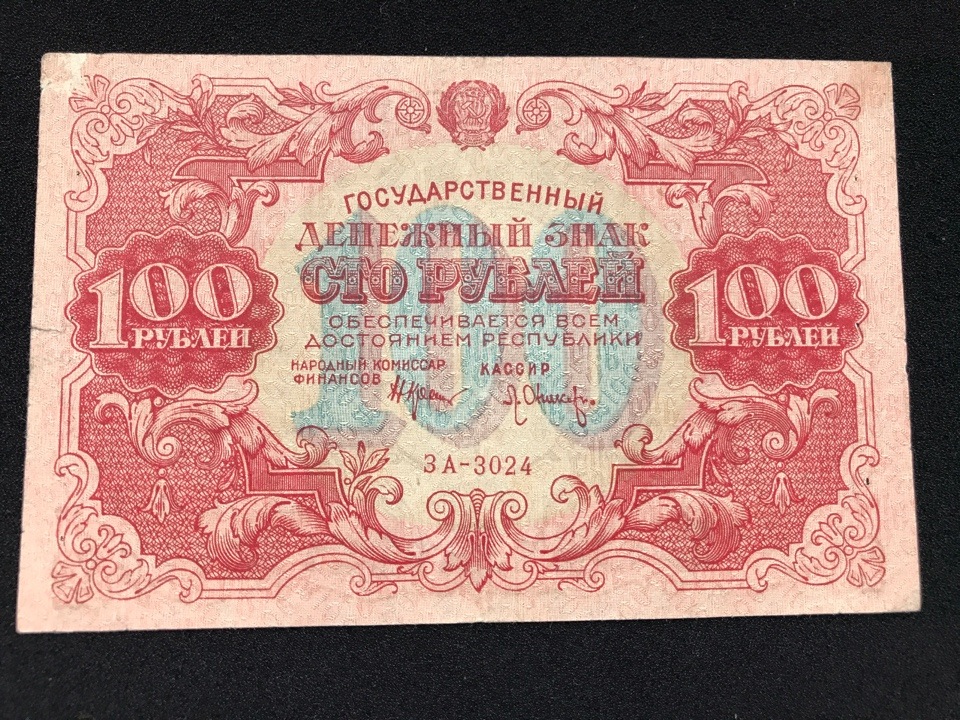 ГОСУДАРСТВЕННЫЙ
ДЕНЕЖНЫЙ ЗНАК
СТО РУБЛЕЙ
100
100
РУБЛЕЙ
100
РУБЛЕЙ
ОБЕСПЕЧИВАЕТСЯ ВСЕМ
ДОСТОЯНИЕМ РЕСПУБЛИКИ
НАРОДНЫЙ КОМИССАР
ФИНАНСОВ
КАССИР
ЗА-3024